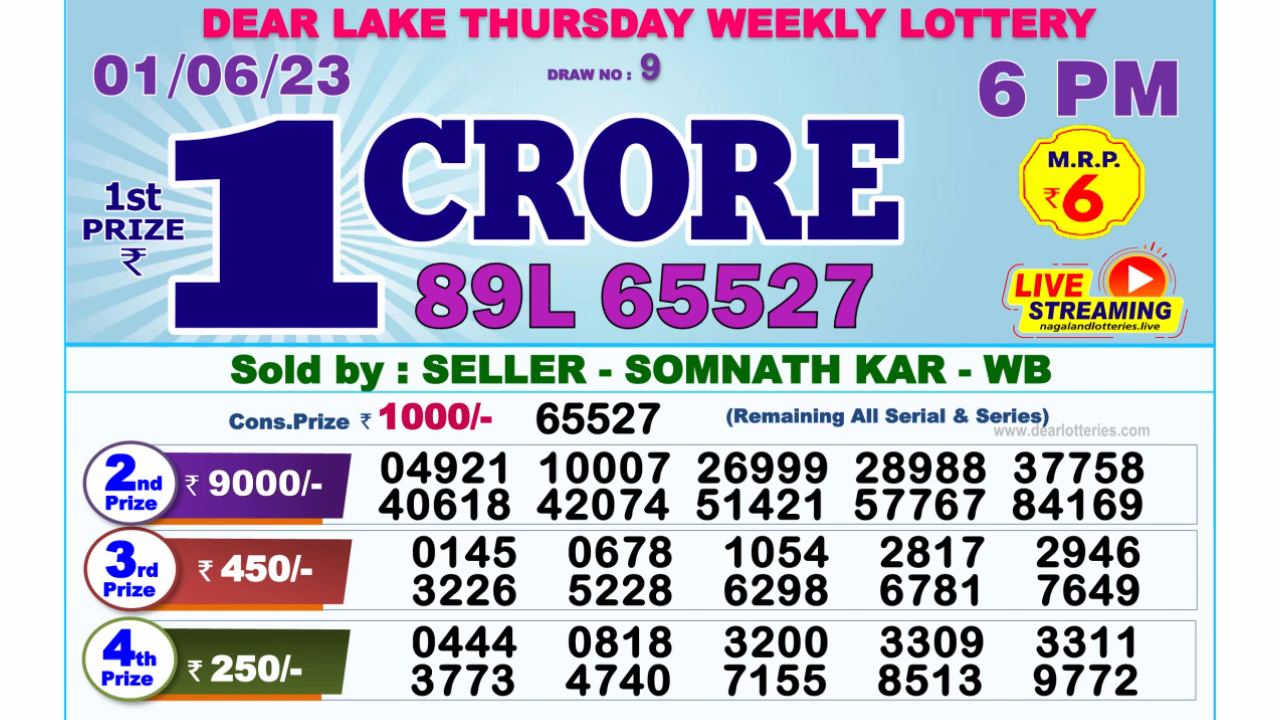 DEAR LAKE THURSDAY WEEKLY LOTTERY
01/06/23 DRAW NO : 9 6 PM
1st PRIZE ₹ 1 CRORE
M.R.P. ₹6
89L 65527
LIVE STREAMING
nagalandlotteries.live
Sold by : SELLER - SOMNATH KAR - WB
Cons.Prize ₹ 1000/- 65527 (Remaining All Serial & Series)
www.dearlotteries.com
2nd Prize ₹ 9000/-
04921 10007 26999 28988 37758
40618 42074 51421 57767 84169
3rd Prize ₹ 450/-
0145 0678 1054 2817 2946
3226 5228 6298 6781 7649
4th Prize ₹ 250/-
0444 0818 3200 3309 3311
3773 4740 7155 8513 9772